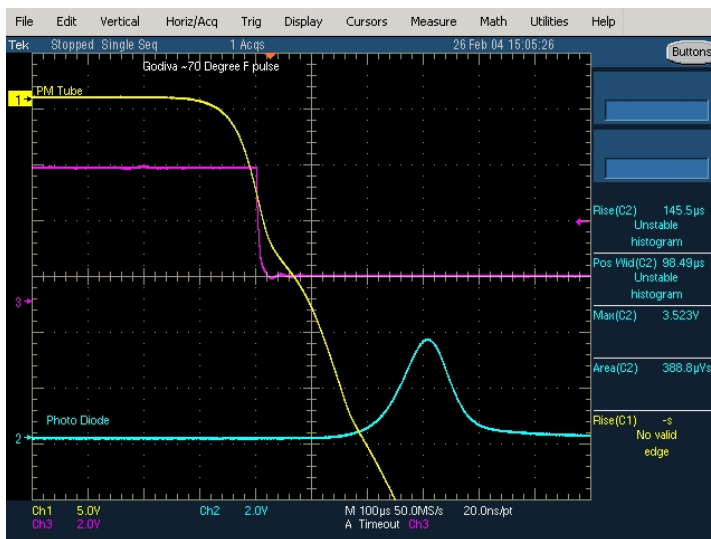 File Edit Vertical Horiz/Acq Trig Display Cursors Measure Math Utilities Help
Tek Stopped Single Seq 1 Acqs 26 Feb 04 15:05:26
Buttons
Godiva ~70 Degree F pulse
PM Tube
1
Rise(C2) 145.5µs
Unstable
histogram
Pos Wid(C2) 98.49µs
Unstable
histogram
3
Max(C2) 3.523V
Area(C2) 388.8µVs
Photo Diode
Rise(C1) -s
No valid
edge
2
Ch1 5.0V Ch2 2.0V M 100µs 50.0MS/s 20.0ns/pt
Ch3 2.0V A Timeout Ch3